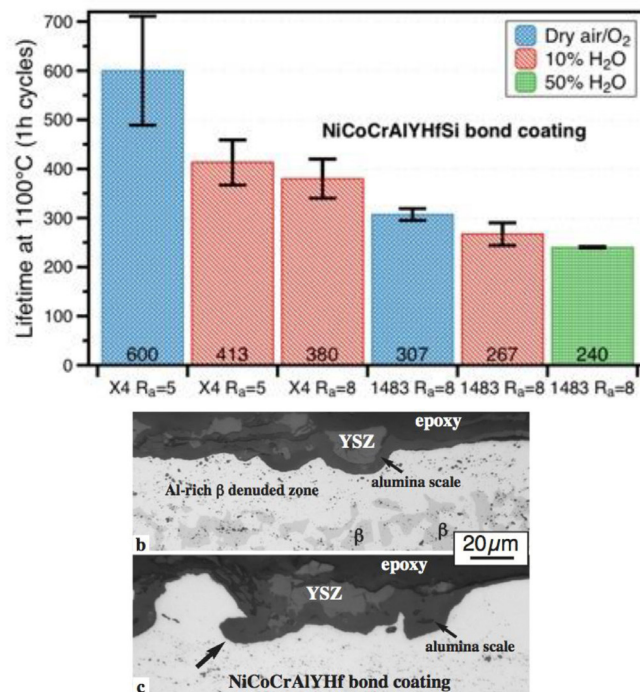 700
600
500
400
300
200
100
0
Lifetime at 1100°C (1h cycles)
Dry air/O₂
10% H₂O
50% H₂O
NiCoCrAlYHfSi bond coating
600
413
380
307
267
240
X4 Rₐ=5
X4 Rₐ=5
X4 Rₐ=8
1483 Rₐ=8
1483 Rₐ=8
1483 Rₐ=8
epoxy
YSZ
alumina scale
Al-rich β denuded zone
β
β
b
20µm
epoxy
YSZ
alumina scale
NiCoCrAlYHf bond coating
c